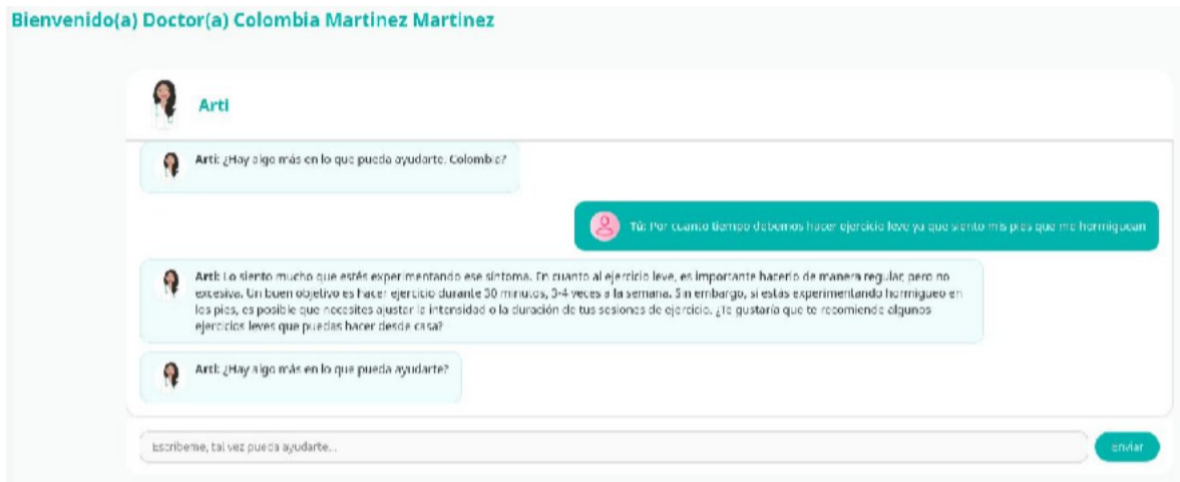 Bienvenido(a) Doctor(a) Colombia Martinez Martinez
Arti
Arti: ¿Hay algo más en lo que pueda ayudarte, Colombia?
Tú: Por cuanto tiempo debemos hacer ejercicio leve ya que siento mis pies que me hormiguean
Arti: Lo siento mucho que estés experimentando ese síntoma. En cuanto al ejercicio leve, es importante hacerlo de manera regular, pero no
excesiva. Un buen objetivo es hacer ejercicio durante 30 minutos, 3-4 veces a la semana. Sin embargo, si estás experimentando hormigueo en
los pies, es posible que necesites ajustar la intensidad o la duración de tus sesiones de ejercicio. ¿Te gustaría que te recomiende algunos
ejercicios leves que puedas hacer desde casa?
Arti: ¿Hay algo más en lo que pueda ayudarte?
Escribeme, tal vez pueda ayudarte...
Enviar